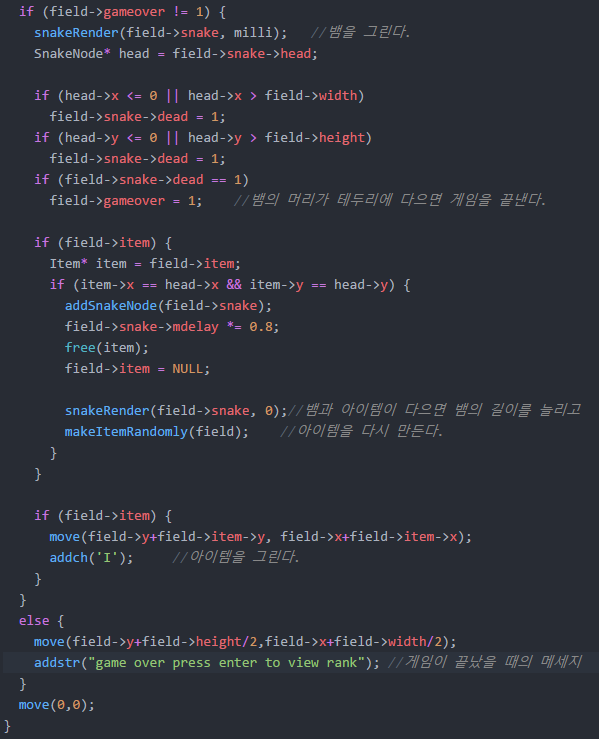 if (field->gameover != 1) {
snakeRender(field->snake, milli);   //뱀을 그린다.
SnakeNode* head = field->snake->head;
if (head->x <= 0 || head->x > field->width)
field->snake->dead = 1;
if (head->y <= 0 || head->y > field->height)
field->snake->dead = 1;
if (field->snake->dead == 1)
field->gameover = 1;    //뱀의 머리가 테두리에 다으면 게임을 끝낸다.
if (field->item) {
Item* item = field->item;
if (item->x == head->x && item->y == head->y) {
addSnakeNode(field->snake);
field->snake->mdelay *= 0.8;
free(item);
field->item = NULL;
snakeRender(field->snake, 0);//뱀과 아이템이 다으면 뱀의 길이를 늘리고
makeItemRandomly(field);    //아이템을 다시 만든다.
}
}
if (field->item) {
move(field->y+field->item->y, field->x+field->item->x);
addch('I');     //아이템을 그린다.
}
}
else {
move(field->y+field->height/2,field->x+field->width/2);
addstr("game over press enter to view rank"); //게임이 끝났을 때의 메세지
}
move(0,0);
}